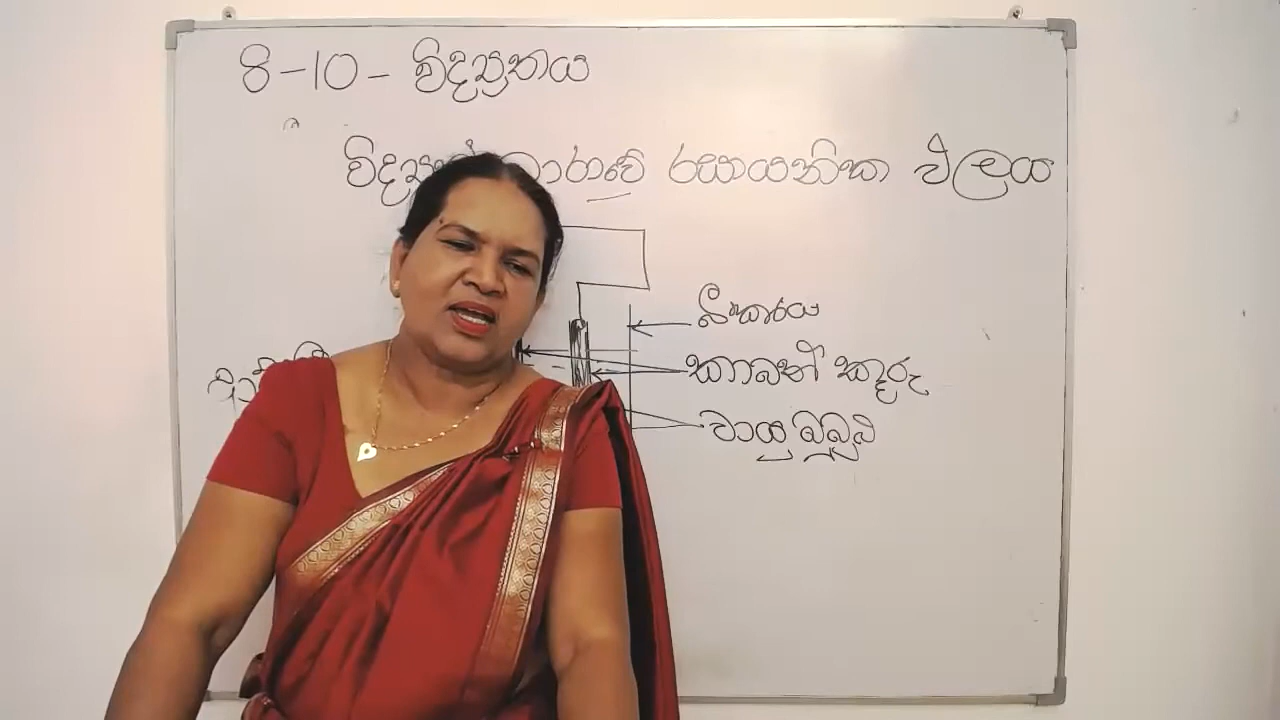 8-10- විද්‍යුතය
රසායනික ඵලය
බීකරය
කාබන් කූරු
වායු බුබුළු